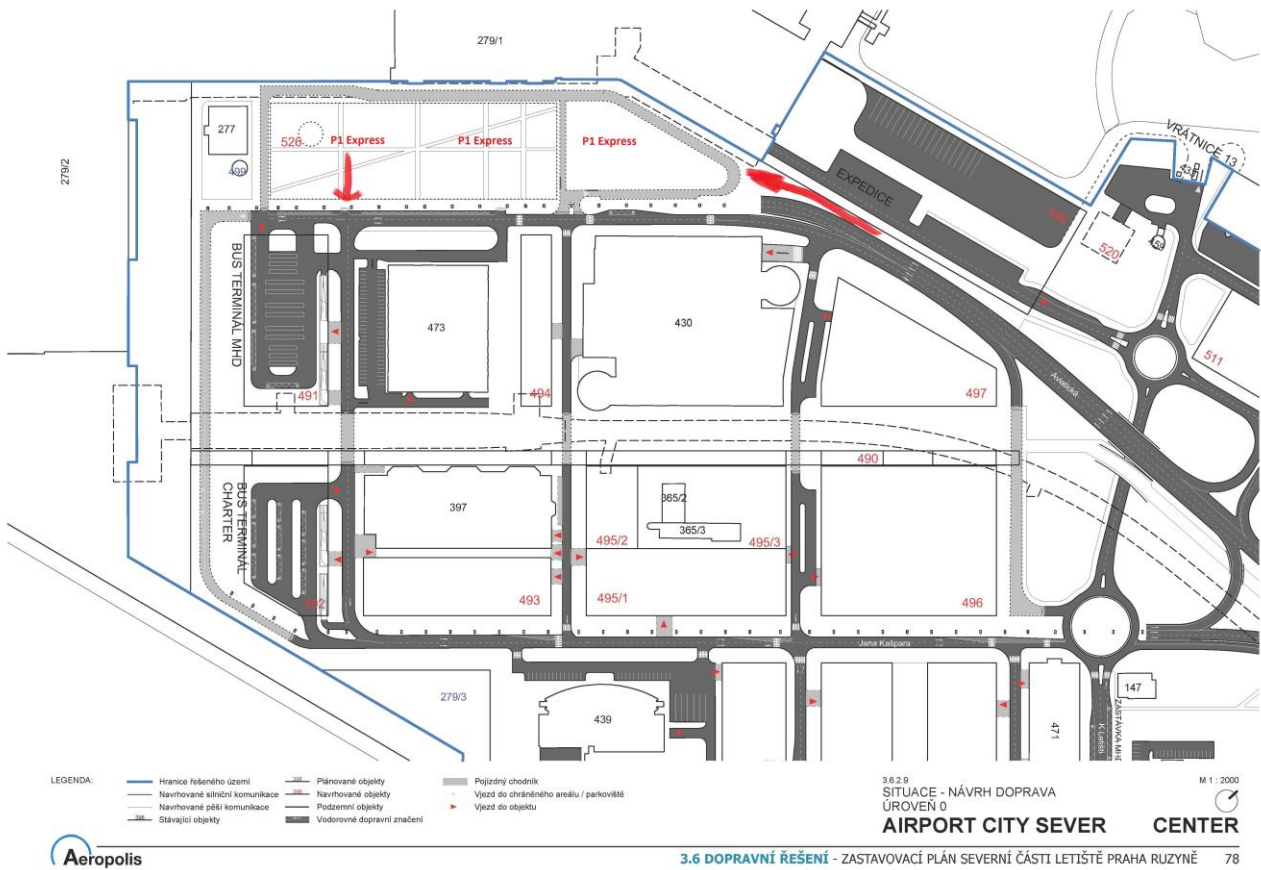 279/1
279/2
277
499
526
P1 Express
P1 Express
P1 Express
VRÁTNICE 13
EXPEDICE
520
511
BUS TERMINÁL MHD
473
430
491
494
497
Aviatická
490
BUS TERMINÁL
CHARTER
397
365/2
365/3
495/2
495/3
493
495/1
496
Jana Kašpara
279/3
439
471
147
K Letišti
ZASTÁVKA MHD
LEGENDA:
Hranice řešeného území
Navrhované silniční komunikace
Navrhované pěší komunikace
Stávající objekty
Plánované objekty
Navrhované objekty
Podzemní objekty
Vodorovné dopravní značení
Pojízdný chodník
Vjezd do chráněného areálu / parkoviště
Vjezd do objektu
3.6.2.9
SITUACE - NÁVRH DOPRAVA
ÚROVEŇ 0
AIRPORT CITY SEVER
M 1 : 2000
CENTER
Aeropolis
3.6 DOPRAVNÍ ŘEŠENÍ - ZASTAVOVACÍ PLÁN SEVERNÍ ČÁSTI LETIŠTĚ PRAHA RUZYNĚ 78